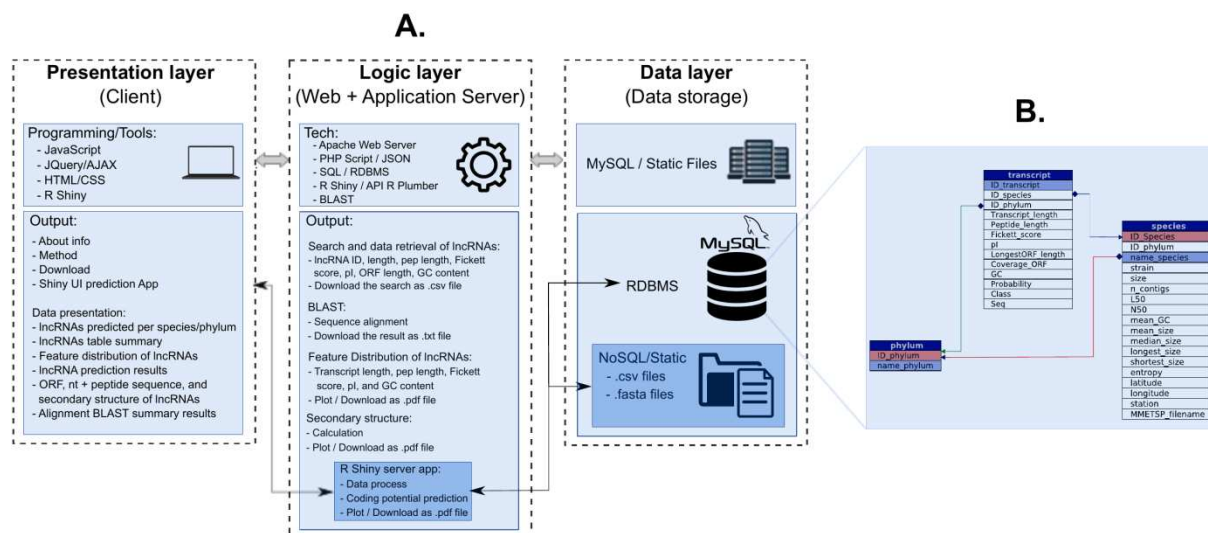 A.
Presentation layer
(Client)
Programming/Tools:
- JavaScript
- JQuery/AJAX
- HTML/CSS
- R Shiny
Output:
- About info
- Method
- Download
- Shiny UI prediction App
Data presentation:
- lncRNAs predicted per species/phylum
- lncRNAs table summary
- Feature distribution of lncRNAs
- lncRNA prediction results
- ORF, nt + peptide sequence, and
secondary structure of lncRNAs
- Alignment BLAST summary results
Logic layer
(Web + Application Server)
Tech:
- Apache Web Server
- PHP Script / JSON
- SQL / RDBMS
- R Shiny / API R Plumber
- BLAST
Output:
Search and data retrieval of lncRNAs:
- lncRNA ID, length, pep length, Fickett
score, pI, ORF length, GC content
- Download the search as .csv file
BLAST:
- Sequence alignment
- Download the result as .txt file
Feature Distribution of lncRNAs:
- Transcript length, pep length, Fickett
score, pI, and GC content
- Plot / Download as .pdf file
Secondary structure:
- Calculation
- Plot / Download as .pdf file
R Shiny server app:
- Data process
- Coding potential prediction
- Plot / Download as .pdf file
Data layer
(Data storage)
MySQL / Static Files
MySQL
RDBMS
NoSQL/Static
- .csv files
- .fasta files
B.
transcript
ID_transcript
ID_species
ID_phylum
Transcript_length
Peptide_length
Fickett_score
pI
LongestORF_length
Coverage_ORF
GC
Probability
Class
Seq
species
ID_Species
ID_phylum
name_species
strain
size
n_contigs
L50
N50
mean_GC
mean_size
median_size
longest_size
shortest_size
entropy
latitude
longitude
station
MMETSP_filename
phylum
ID_phylum
name_phylum